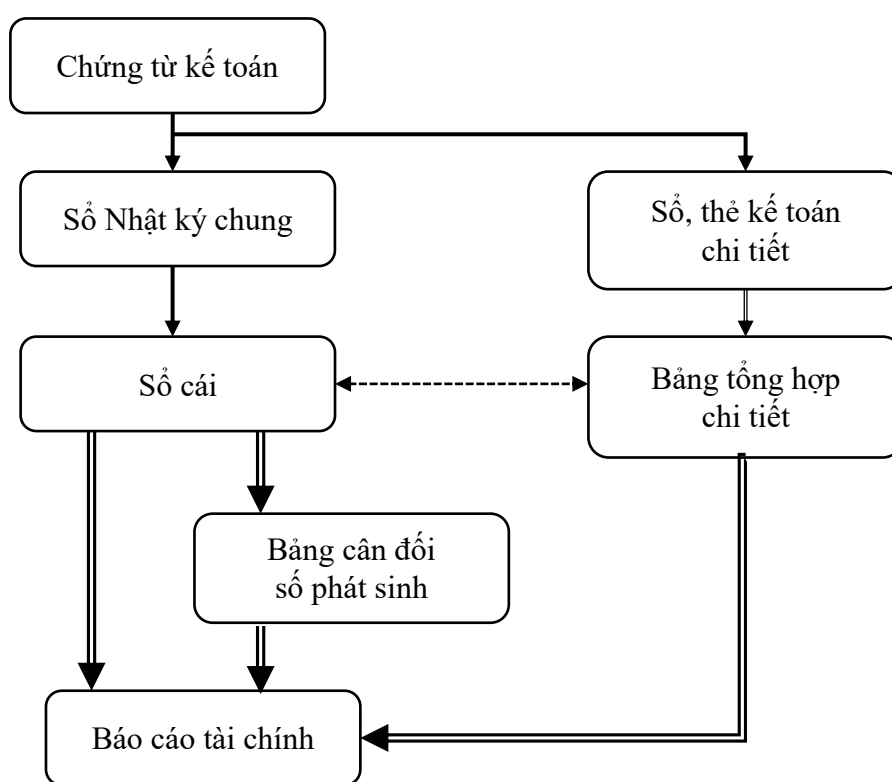 Chứng từ kế toán
Sổ Nhật ký chung
Sổ, thẻ kế toán
chi tiết
Sổ cái
Bảng tổng hợp
chi tiết
Bảng cân đối
số phát sinh
Báo cáo tài chính